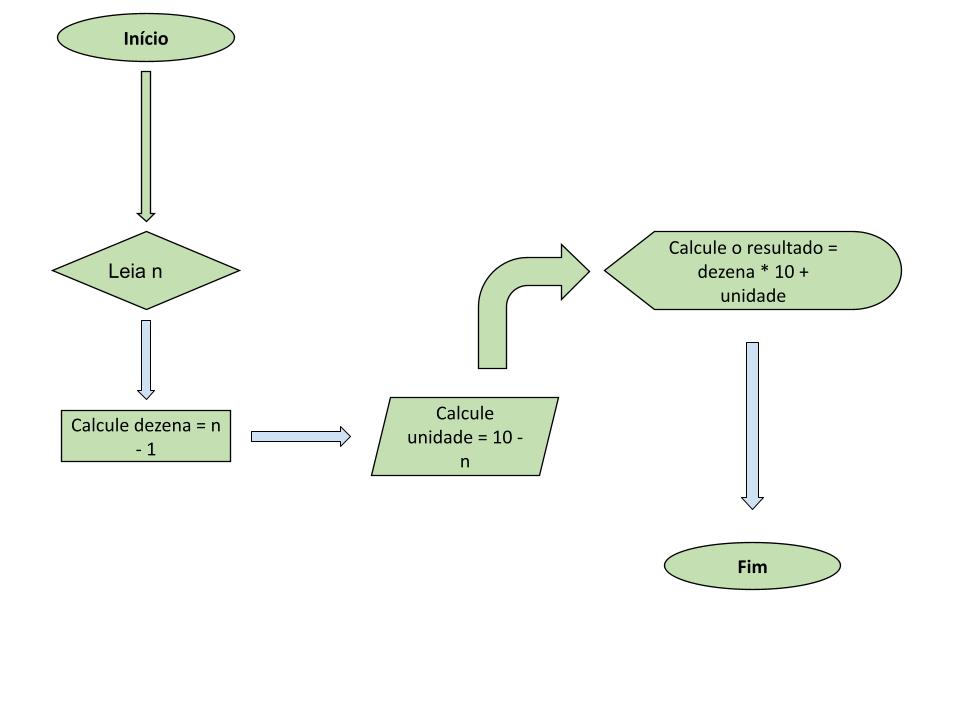 Início
Leia n
Calcule dezena = n
- 1
Calcule
unidade = 10 -
n
Calcule o resultado =
dezena * 10 +
unidade
Fim